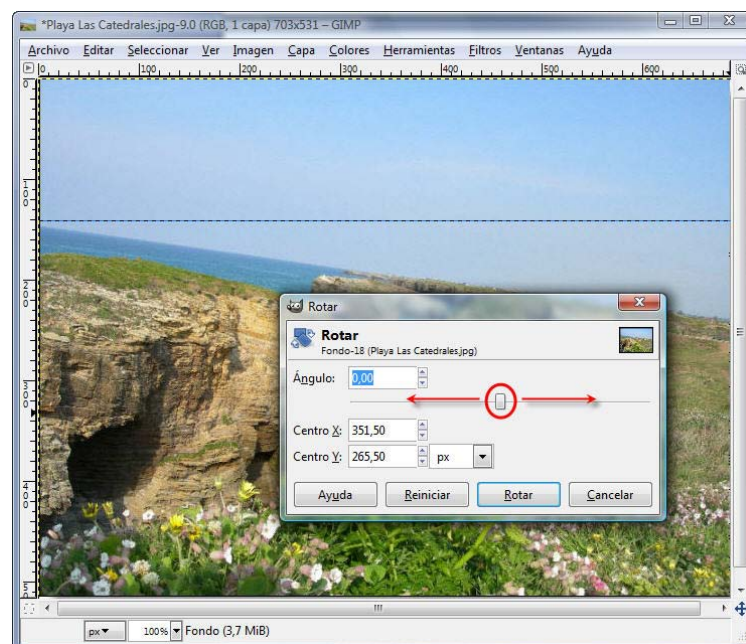 *Playa Las Catedrales.jpg-9.0 (RGB, 1 capa) 703x531 – GIMP
Archivo Editar Seleccionar Ver Imagen Capa Colores Herramientas Filtros Ventanas Ayuda
0 100 200 300 400 500 600
0
100
200
300
400
5
Rotar
Rotar
Fondo-18 (Playa Las Catedrales.jpg)
Ángulo: 0,00
Centro X: 351,50
Centro Y: 265,50 px
Ayuda Reiniciar Rotar Cancelar
px 100% Fondo (3,7 MiB)